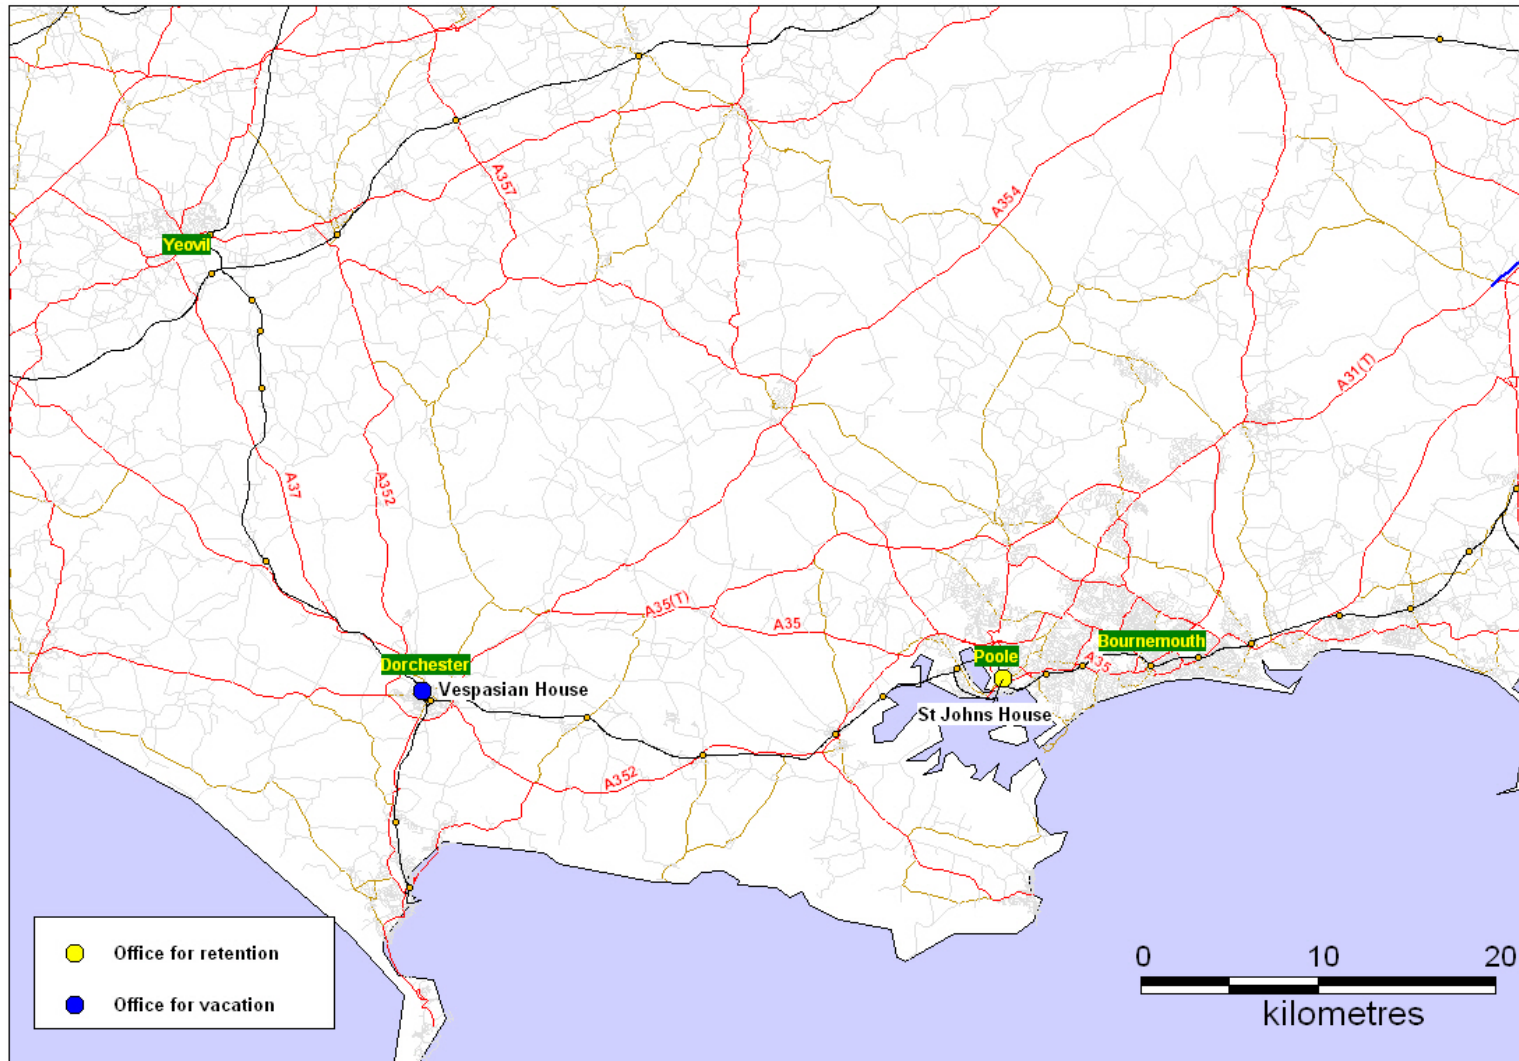 A357
A354
Yeovil
A31(T)
A37
A352
A35(T)
A35
Bournemouth
Poole
A35
Dorchester
Vespasian House
St Johns House
A352
Office for retention
Office for vacation
0 10 20
kilometres